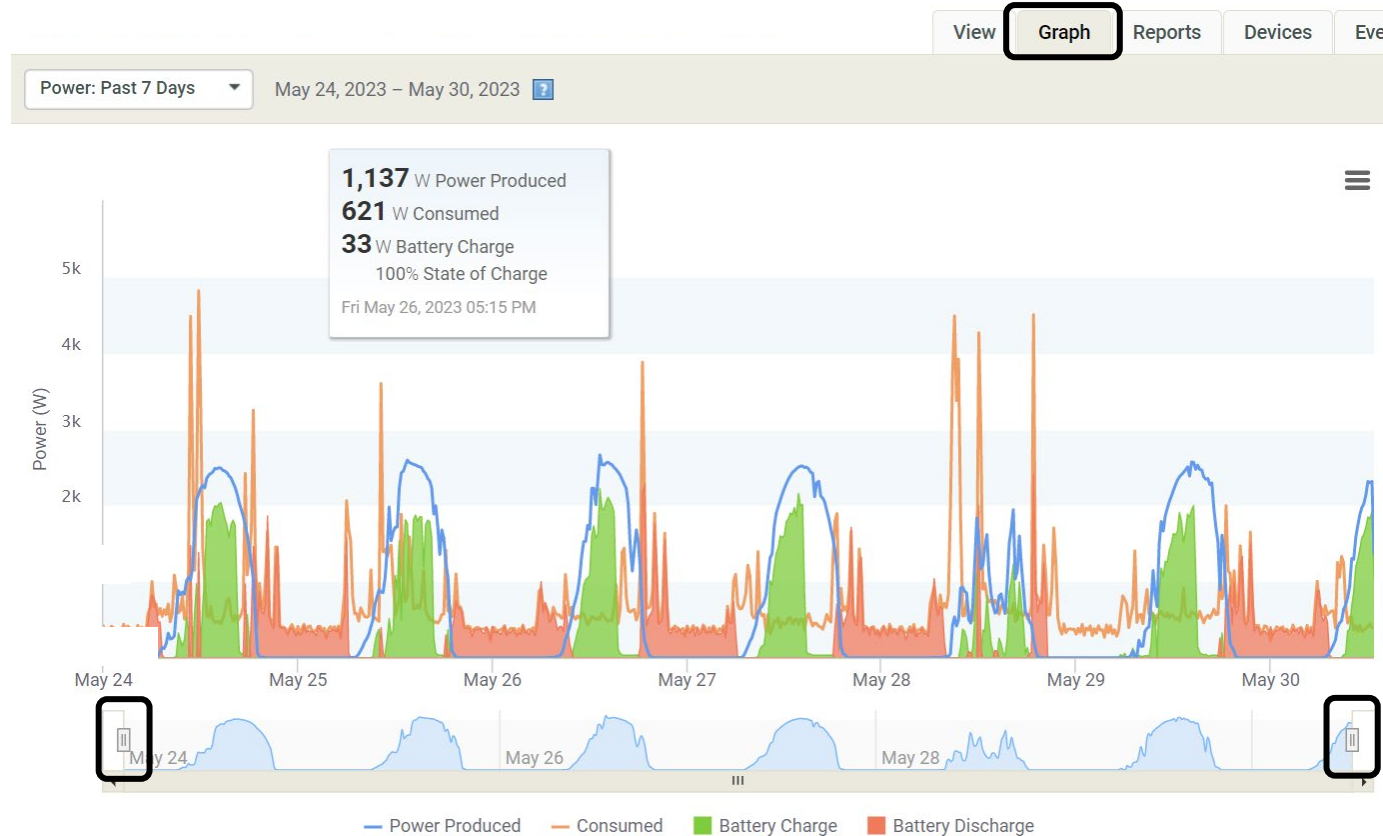 View Graph Reports Devices Eve
Power: Past 7 Days May 24, 2023 – May 30, 2023 ?
1,137 W Power Produced
621 W Consumed
33 W Battery Charge
100% State of Charge
Fri May 26, 2023 05:15 PM
5k
4k
3k
2k
Power (W)
May 24 May 25 May 26 May 27 May 28 May 29 May 30
May 24 May 26 May 28
Power Produced Consumed Battery Charge Battery Discharge